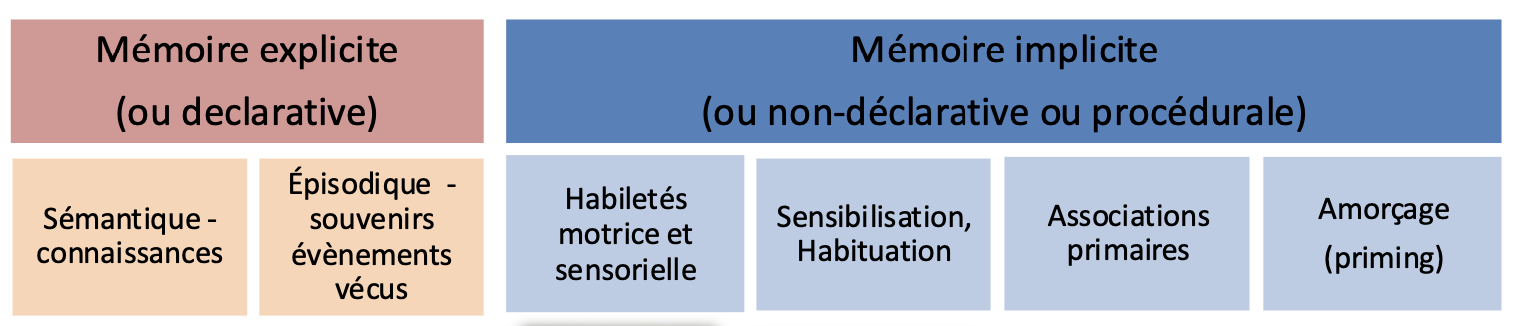 Mémoire explicite
(ou declarative)
Mémoire implicite
(ou non-déclarative ou procédurale)
Sémantique -
connaissances
Épisodique -
souvenirs
évènements
vécus
Habiletés
motrice et
sensorielle
Sensibilisation,
Habituation
Associations
primaires
Amorçage
(priming)